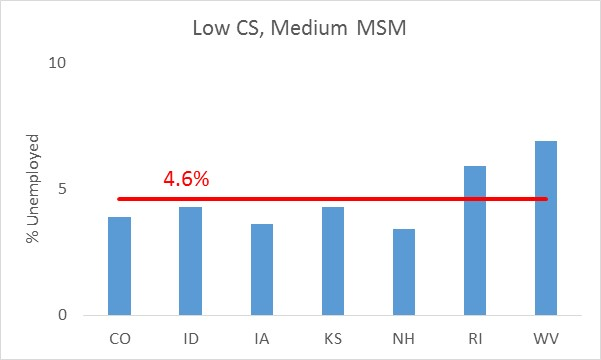 Low CS, Medium MSM
10
4.6%
5
0
% Unemployed
CO ID IA KS NH RI WV